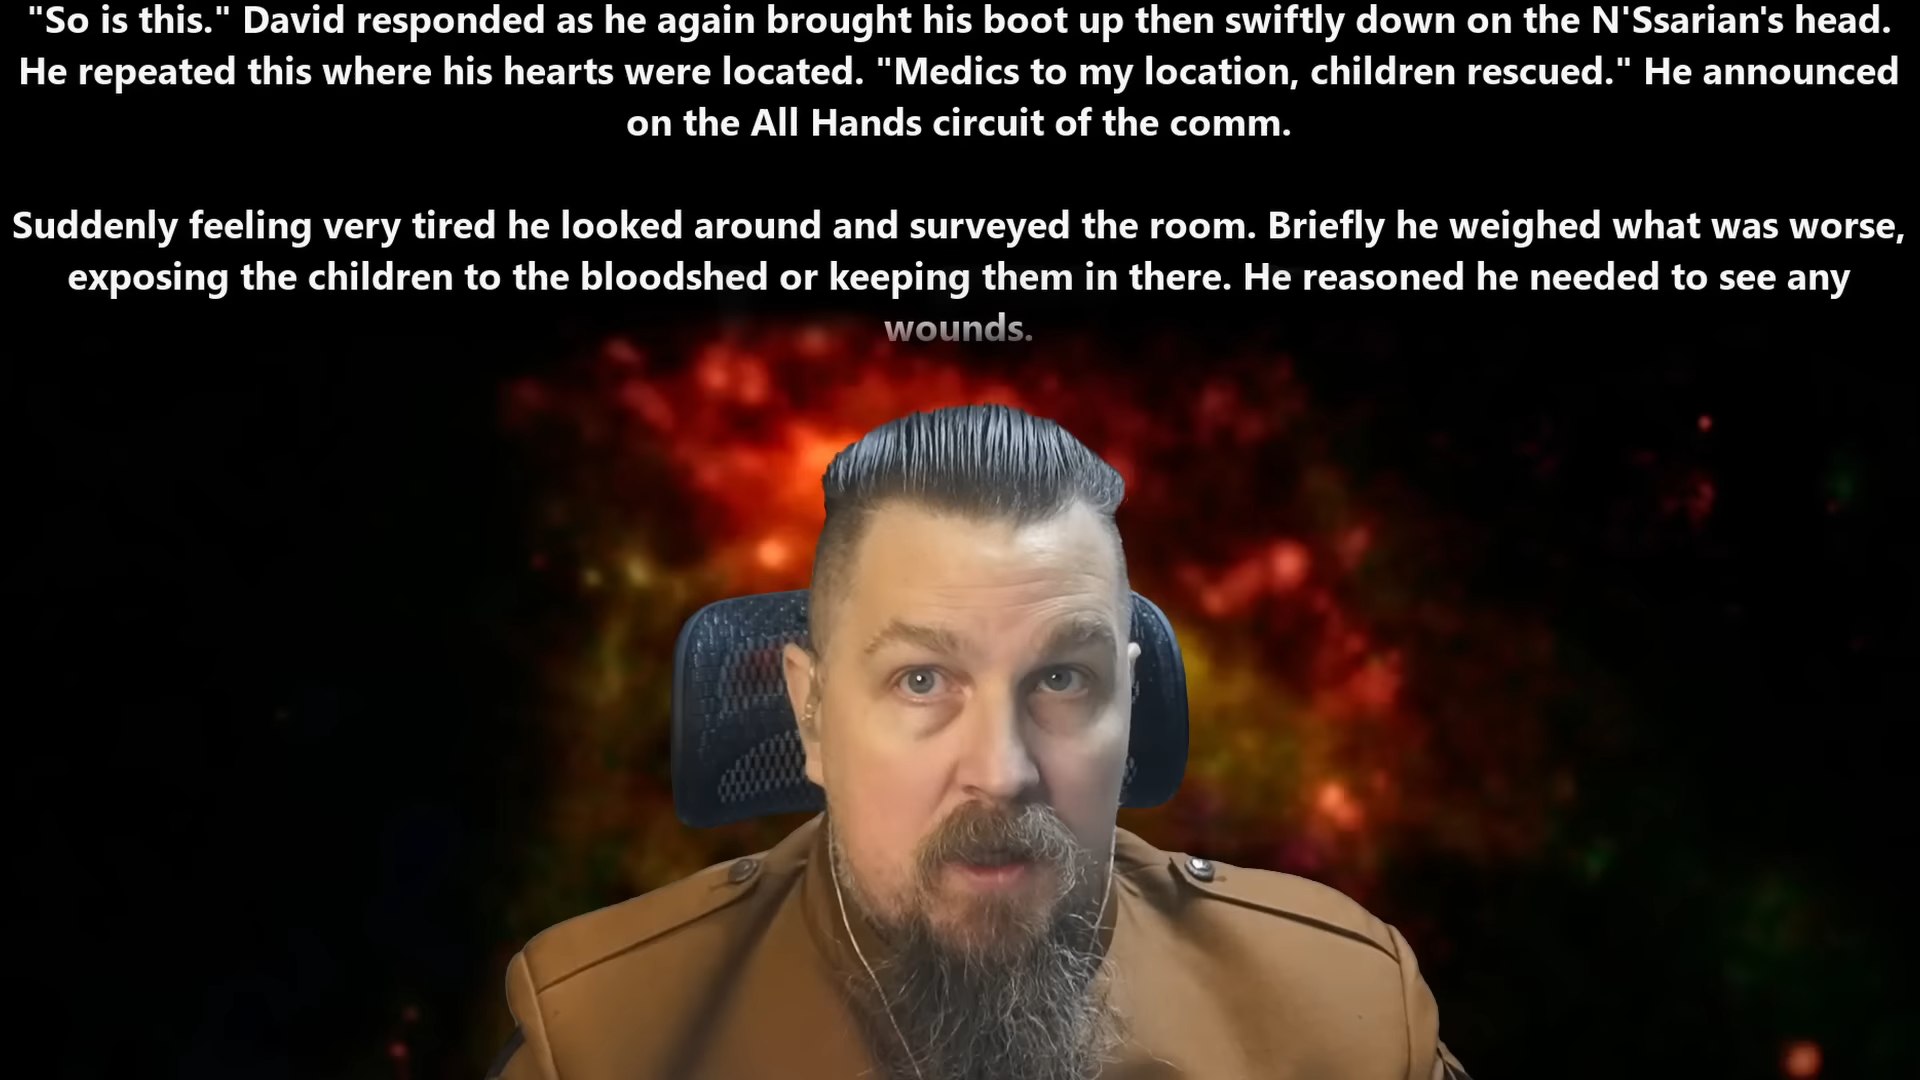 "So is this." David responded as he again brought his boot up then swiftly down on the N'Ssarian's head.
He repeated this where his hearts were located. "Medics to my location, children rescued." He announced
on the All Hands circuit of the comm.
Suddenly feeling very tired he looked around and surveyed the room. Briefly he weighed what was worse,
exposing the children to the bloodshed or keeping them in there. He reasoned he needed to see any
wounds.